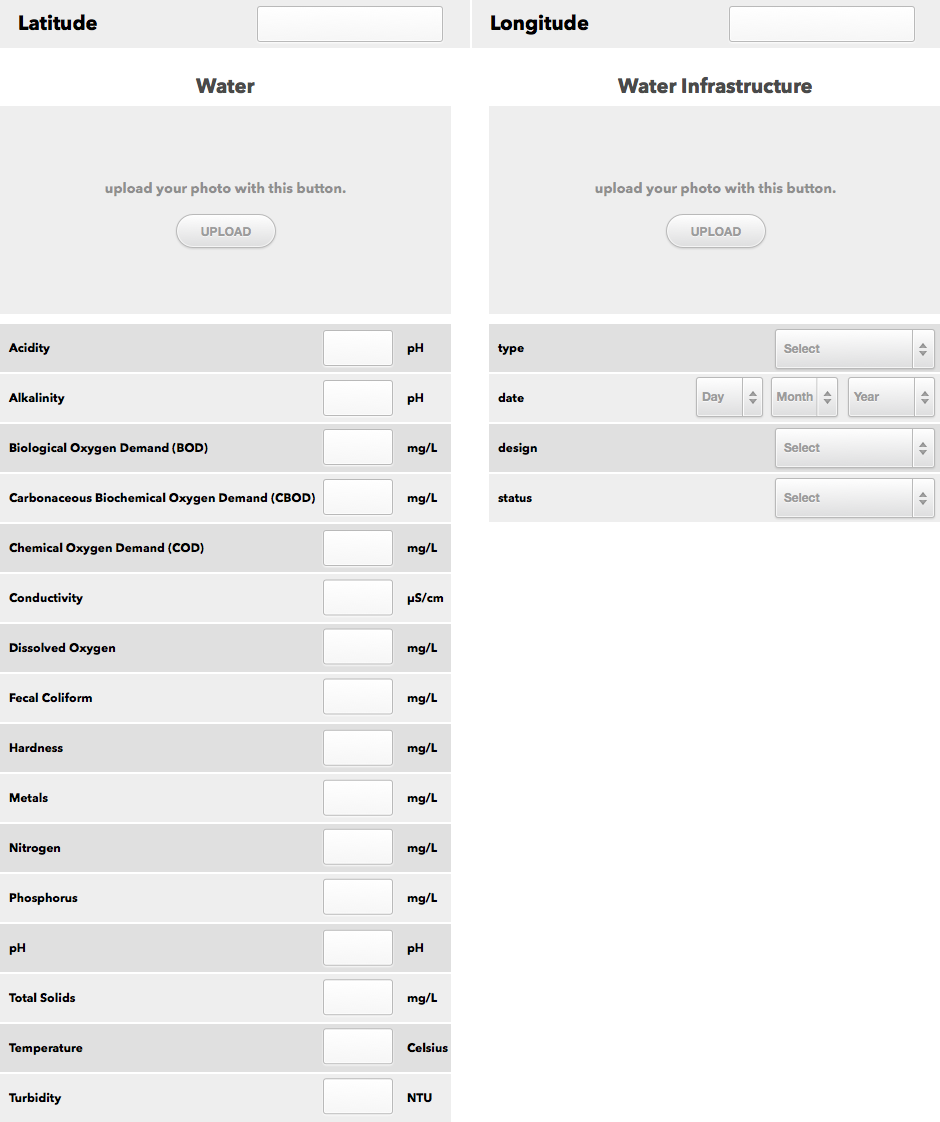 Latitude
Longitude
Water
upload your photo with this button.
UPLOAD
Acidity pH
Alkalinity pH
Biological Oxygen Demand (BOD) mg/L
Carbonaceous Biochemical Oxygen Demand (CBOD) mg/L
Chemical Oxygen Demand (COD) mg/L
Conductivity µS/cm
Dissolved Oxygen mg/L
Fecal Coliform mg/L
Hardness mg/L
Metals mg/L
Nitrogen mg/L
Phosphorus mg/L
pH pH
Total Solids mg/L
Temperature Celsius
Turbidity NTU
Water Infrastructure
upload your photo with this button.
UPLOAD
type Select
date Day Month Year
design Select
status Select